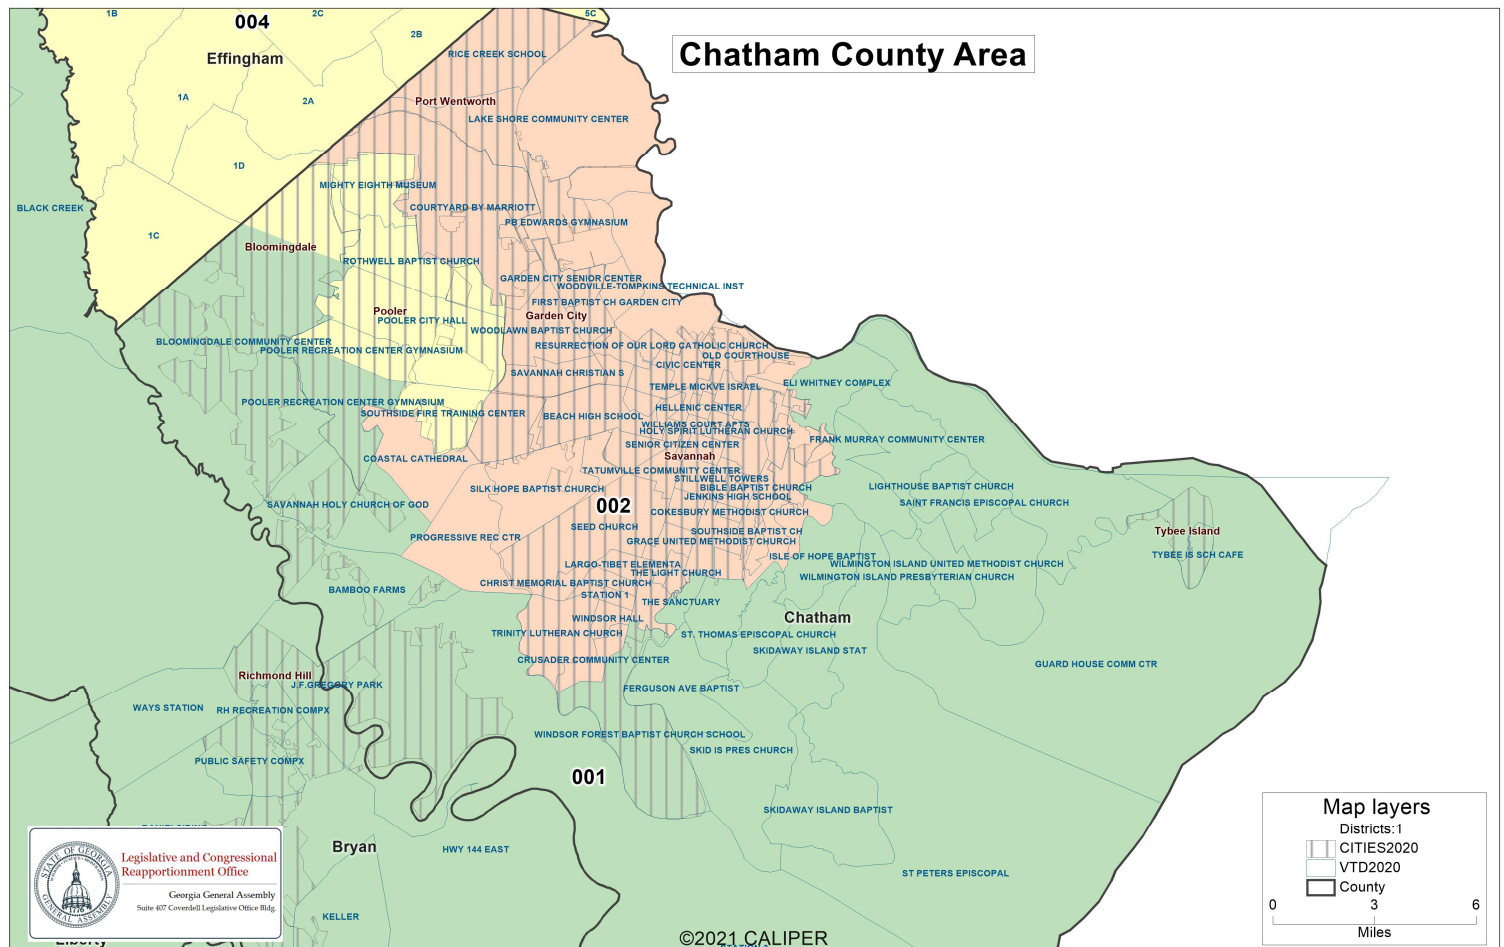 1B
004
2C
5C
2B
Chatham County Area
Effingham
RICE CREEK SCHOOL
1A
2A
Port Wentworth
LAKE SHORE COMMUNITY CENTER
1D
MIGHTY EIGHTH MUSEUM
BLACK CREEK
COURTYARD BY MARRIOTT
PB EDWARDS GYMNASIUM
1C
Bloomingdale
ROTHWELL BAPTIST CHURCH
GARDEN CITY SENIOR CENTER
WOODVILLE-TOMPKINS TECHNICAL INST
FIRST BAPTIST CH GARDEN CITY
Pooler
Garden City
POOLER CITY HALL
WOODLAWN BAPTIST CHURCH
BLOOMINGDALE COMMUNITY CENTER
RESURRECTION OF OUR LORD CATHOLIC CHURCH
POOLER RECREATION CENTER GYMNASIUM
OLD COURTHOUSE
CIVIC CENTER
SAVANNAH CHRISTIAN S
ELI WHITNEY COMPLEX
TEMPLE MICKVE ISRAEL
POOLER RECREATION CENTER GYMNASIUM
HELLENIC CENTER
SOUTHSIDE FIRE TRAINING CENTER
BEACH HIGH SCHOOL
WILLIAMS COURT APTS
HOLY SPIRIT LUTHERAN CHURCH
FRANK MURRAY COMMUNITY CENTER
SENIOR CITIZEN CENTER
COASTAL CATHEDRAL
Savannah
TATUMVILLE COMMUNITY CENTER
STILLWELL TOWERS
SILK HOPE BAPTIST CHURCH
BIBLE BAPTIST CHURCH
LIGHTHOUSE BAPTIST CHURCH
JENKINS HIGH SCHOOL
SAVANNAH HOLY CHURCH OF GOD
002
SAINT FRANCIS EPISCOPAL CHURCH
COKESBURY METHODIST CHURCH
SEED CHURCH
SOUTHSIDE BAPTIST CH
Tybee Island
PROGRESSIVE REC CTR
GRACE UNITED METHODIST CHURCH
TYBEE IS SCH CAFE
ISLE OF HOPE BAPTIST
LARGO-TIBET ELEMENTA
WILMINGTON ISLAND UNITED METHODIST CHURCH
THE LIGHT CHURCH
WILMINGTON ISLAND PRESBYTERIAN CHURCH
CHRIST MEMORIAL BAPTIST CHURCH
BAMBOO FARMS
STATION 1
THE SANCTUARY
WINDSOR HALL
Chatham
TRINITY LUTHERAN CHURCH
ST. THOMAS EPISCOPAL CHURCH
SKIDAWAY ISLAND STAT
CRUSADER COMMUNITY CENTER
GUARD HOUSE COMM CTR
Richmond Hill
J.F.GREGORY PARK
FERGUSON AVE BAPTIST
WAYS STATION
RH RECREATION COMPX
WINDSOR FOREST BAPTIST CHURCH SCHOOL
SKID IS PRES CHURCH
PUBLIC SAFETY COMPX
001
SKIDAWAY ISLAND BAPTIST
Bryan
HWY 144 EAST
ST PETERS EPISCOPAL
KELLER
Liberty
STATE OF GEORGIA
GENERAL ASSEMBLY
1776
Legislative and Congressional
Reapportionment Office
Georgia General Assembly
Suite 407 Coverdell Legislative Office Bldg.
©2021 CALIPER
Map layers
Districts:1
CITIES2020
VTD2020
County
0 3 6
Miles